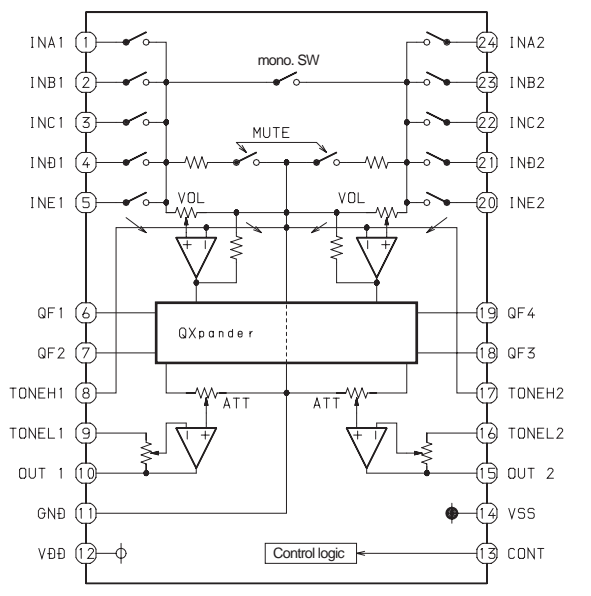 INA1 1 24 INA2
mono. SW
INB1 2 23 INB2
INC1 3 22 INC2
MUTE
IND1 4 21 IND2
INE1 5 VOL VOL 20 INE2
+ − − +
QF1 6 19 QF4
QXpander
QF2 7 18 QF3
TONEH1 8 17 TONEH2
ATT ATT
TONEL1 9 − + + − 16 TONEL2
OUT 1 10 15 OUT 2
GND 11 14 VSS
VDD 12 Control logic 13 CONT